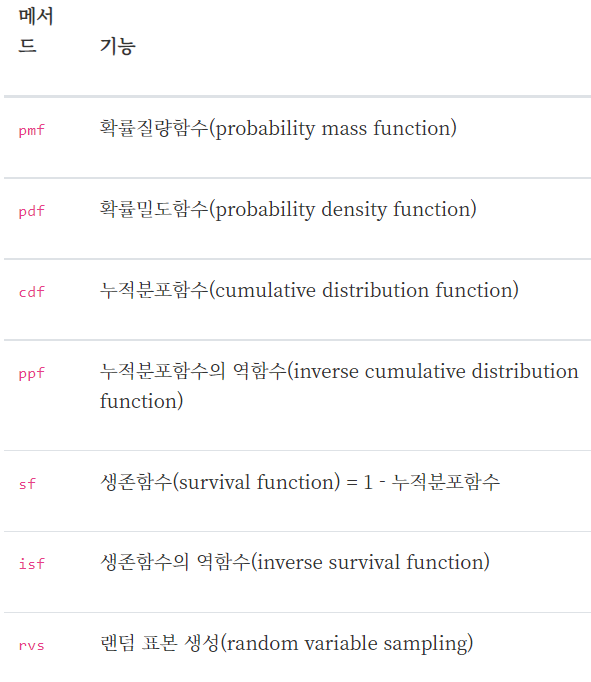 메서
드 기능
pmf 확률질량함수(probability mass function)
pdf 확률밀도함수(probability density function)
cdf 누적분포함수(cumulative distribution function)
ppf 누적분포함수의 역함수(inverse cumulative distribution
function)
sf 생존함수(survival function) = 1 - 누적분포함수
isf 생존함수의 역함수(inverse survival function)
rvs 랜덤 표본 생성(random variable sampling)